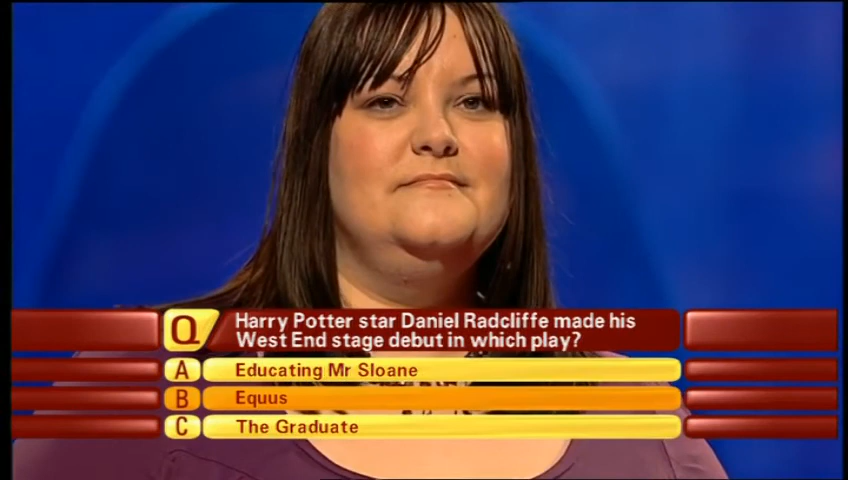 Q Harry Potter star Daniel Radcliffe made his
West End stage debut in which play?
A Educating Mr Sloane
B Equus
C The Graduate